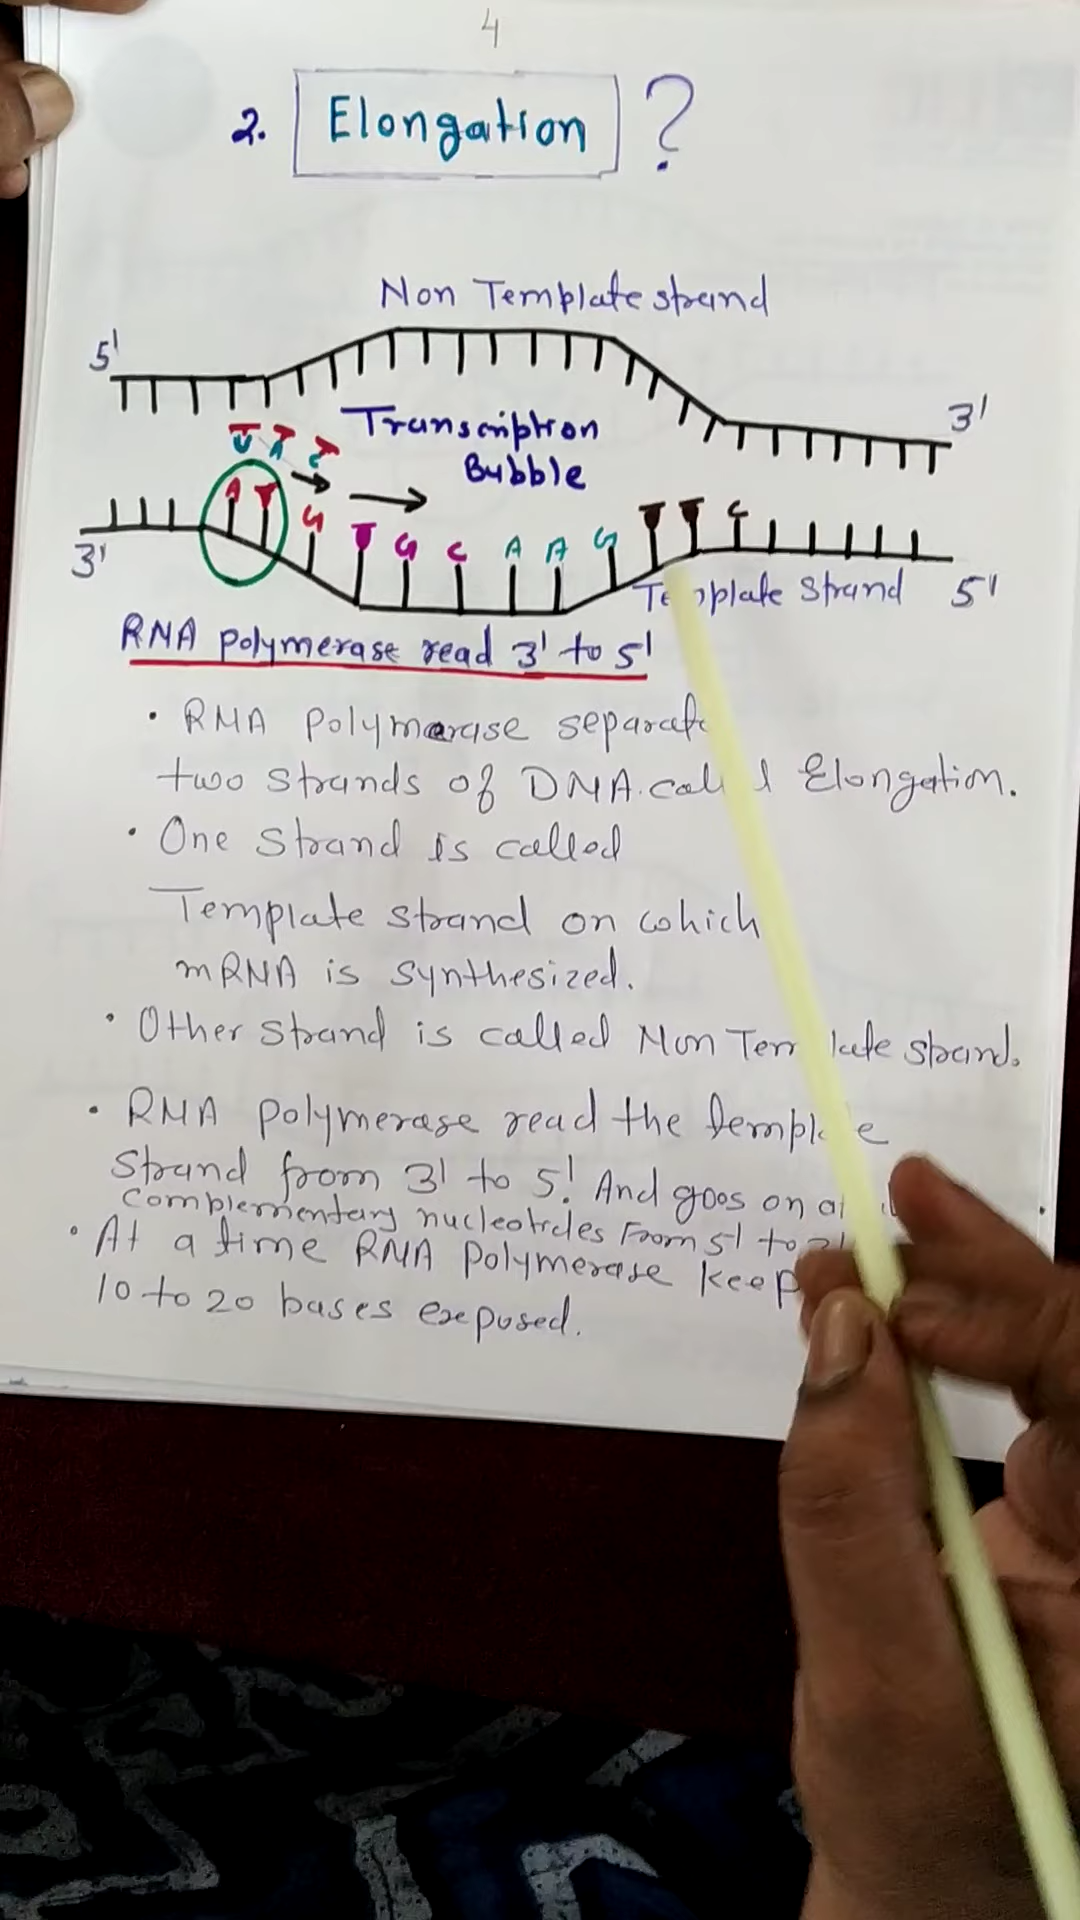 4
2. Elongation ?
Non Template strand
5'
3'
Transcription
Bubble
U A C
A T G T G C A A G T T C
3'
Template Strand 5'
RNA polymerase read 3' to 5'
• RNA polymerase separate
two strands of DNA. Elongation.
• One strand is called
Template strand on which
mRNA is synthesized.
• Other strand is called Non strand.
• RNA polymerase read the
strand from 3' to 5'. And goes on
complementary nucleotides From 5' to
• At a time RNA polymerase keep
10 to 20 bases exposed.